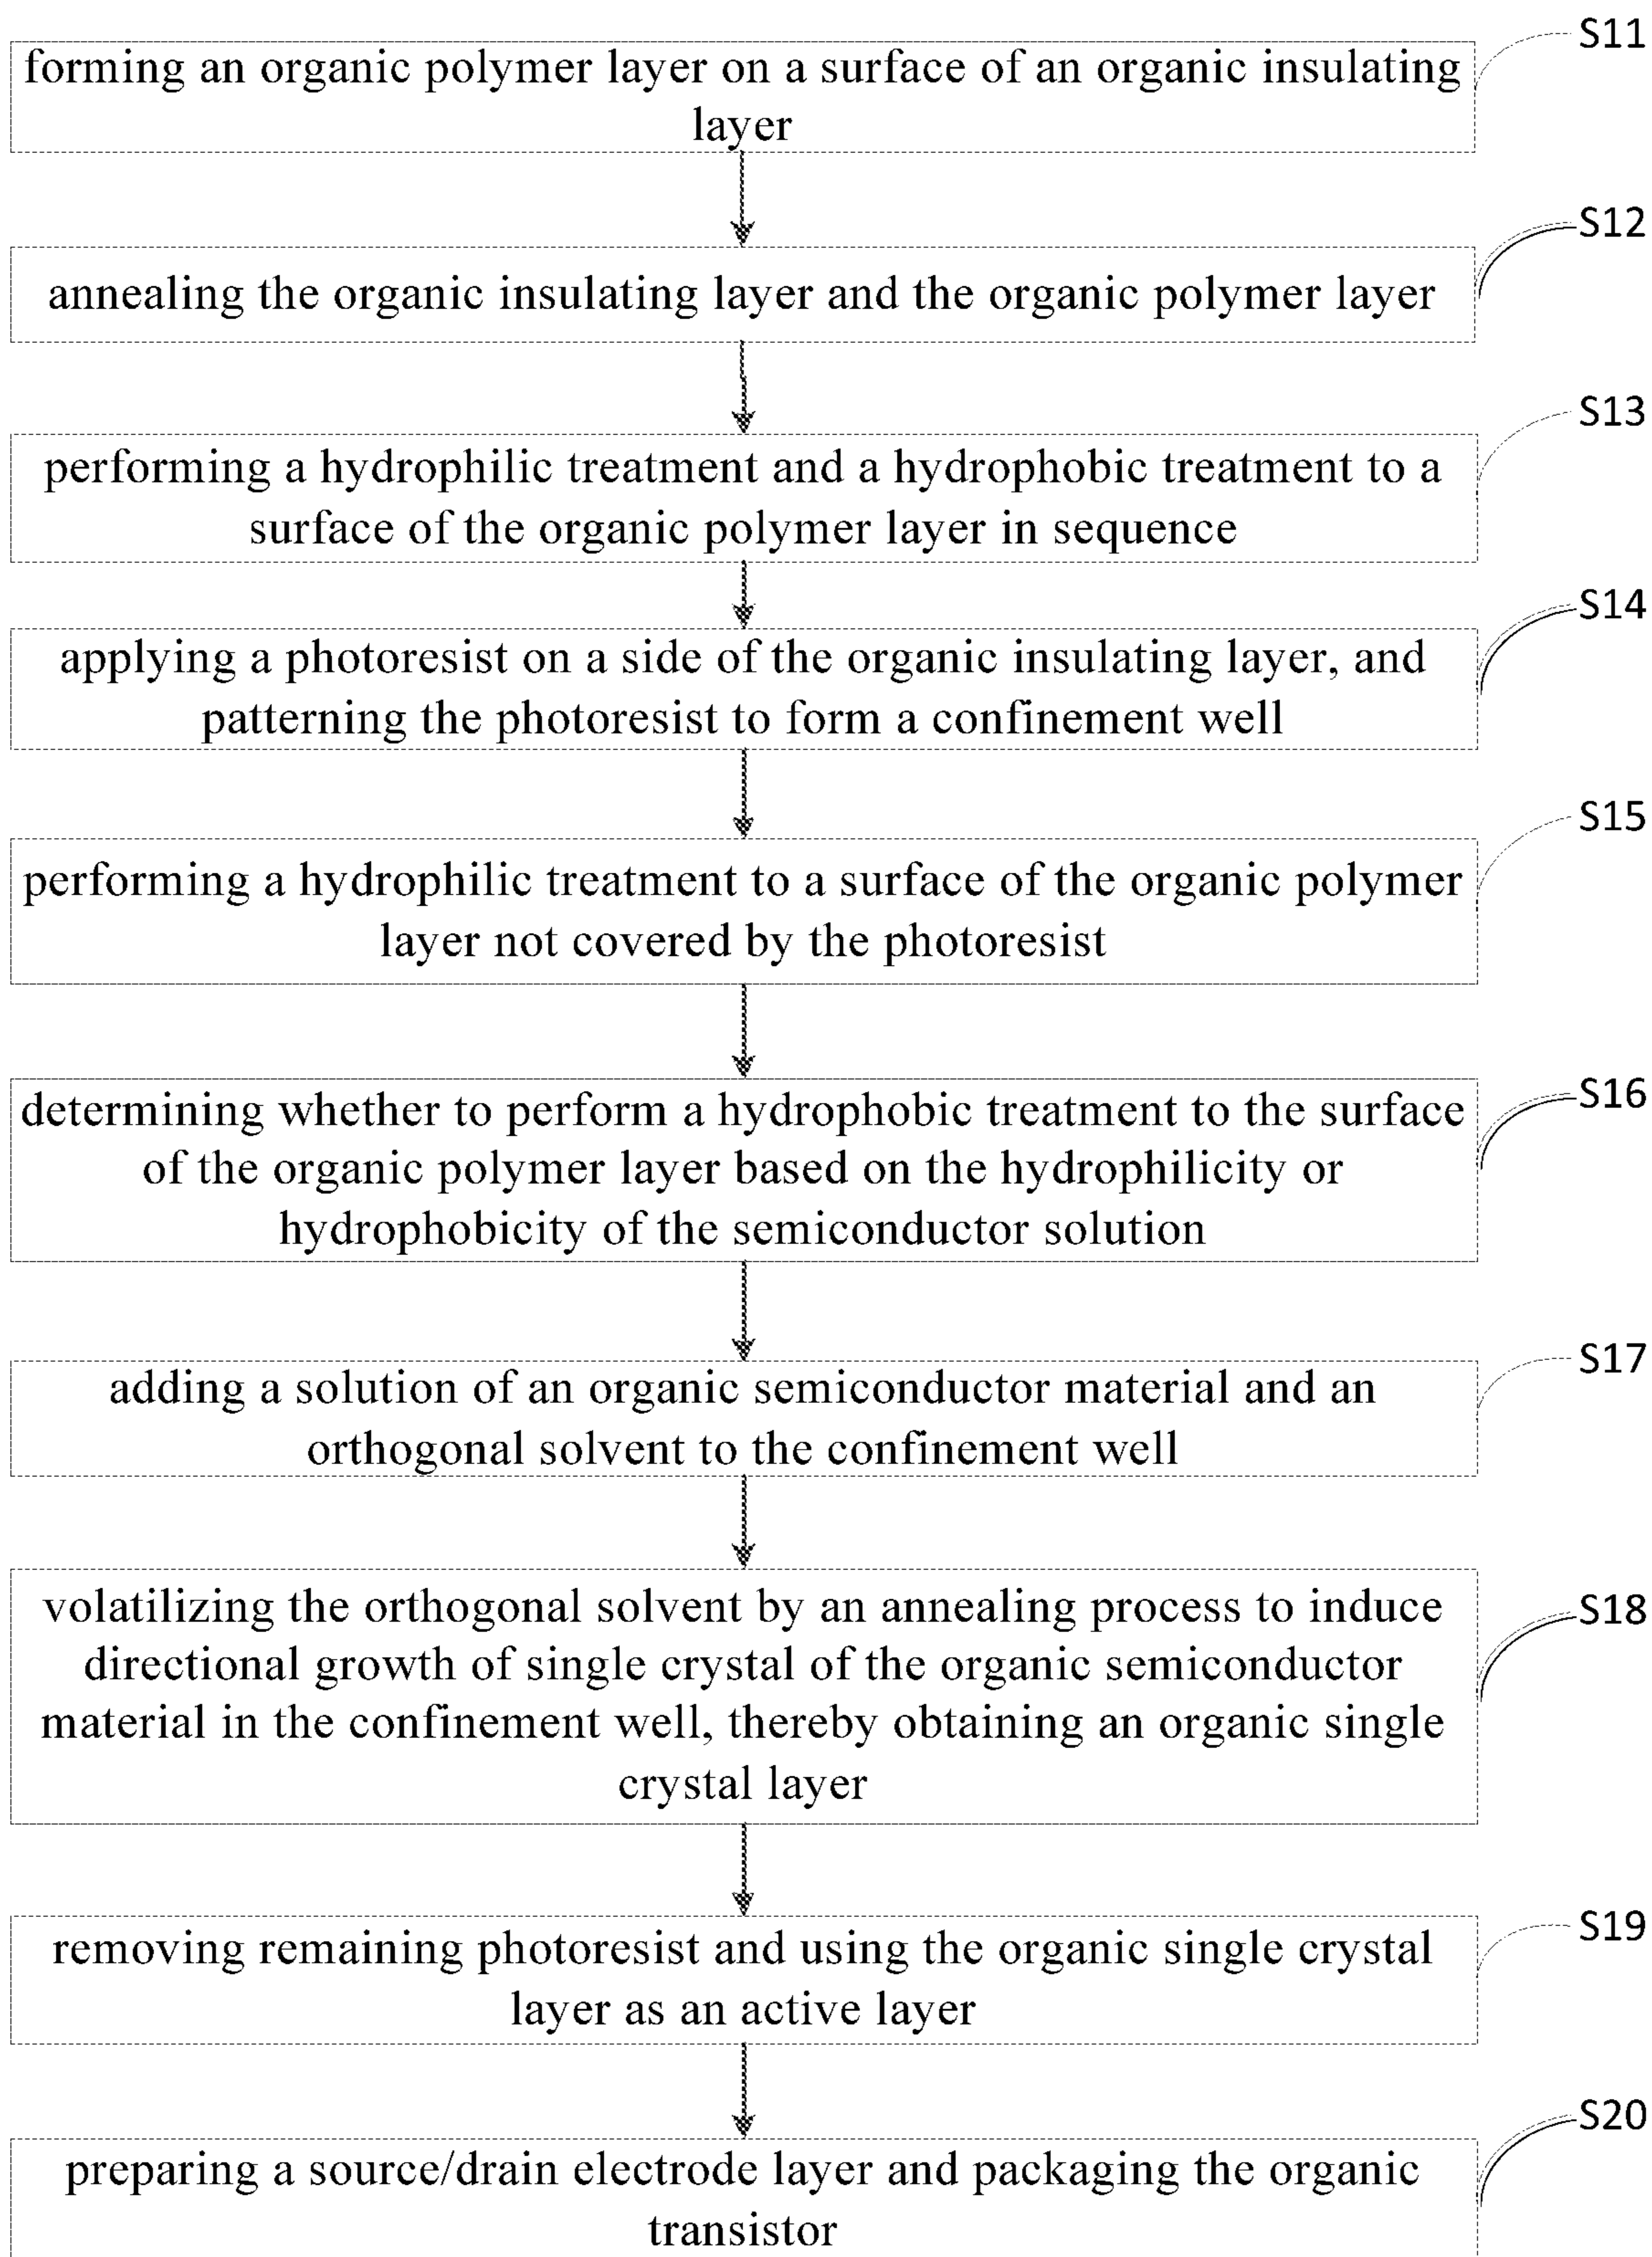 S11
forming an organic polymer layer on a surface of an organic insulating
layer
S12
annealing the organic insulating layer and the organic polymer layer
S13
performing a hydrophilic treatment and a hydrophobic treatment to a
surface of the organic polymer layer in sequence
S14
applying a photoresist on a side of the organic insulating layer, and
patterning the photoresist to form a confinement well
S15
performing a hydrophilic treatment to a surface of the organic polymer
layer not covered by the photoresist
S16
determining whether to perform a hydrophobic treatment to the surface
of the organic polymer layer based on the hydrophilicity or
hydrophobicity of the semiconductor solution
S17
adding a solution of an organic semiconductor material and an
orthogonal solvent to the confinement well
S18
volatilizing the orthogonal solvent by an annealing process to induce
directional growth of single crystal of the organic semiconductor
material in the confinement well, thereby obtaining an organic single
crystal layer
S19
removing remaining photoresist and using the organic single crystal
layer as an active layer
S20
preparing a source/drain electrode layer and packaging the organic
transistor